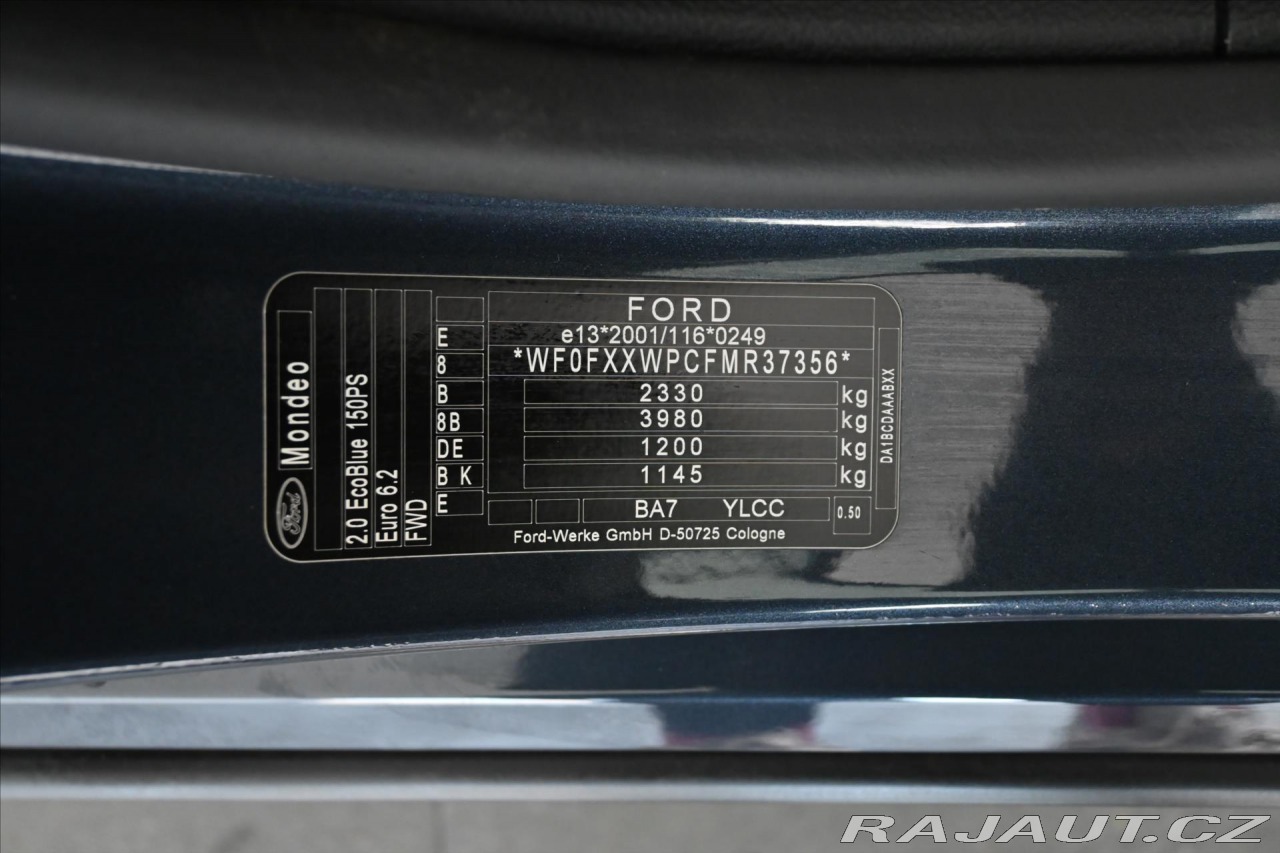 Ford
Mondeo
2.0 EcoBlue 150PS
Euro 6.2
FWD
FORD
E e13*2001/116*0249
8 *WF0FXXWPCFMR37356*
B 2330 kg
8B 3980 kg
DE 1200 kg
B K 1145 kg
E BA7 YLCC 0.50
Ford-Werke GmbH D-50725 Cologne
DA1BCDAAABXX
RAJAUT.CZ